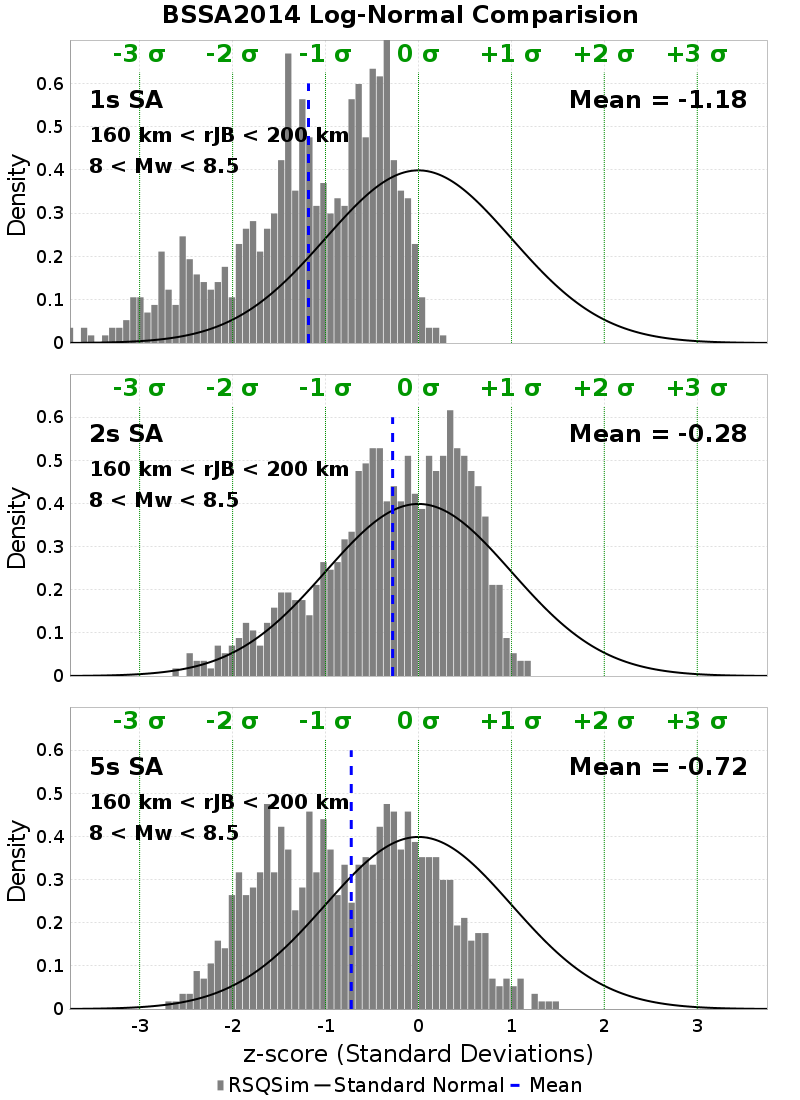 BSSA2014 Log-Normal Comparision
-3 σ -2 σ -1 σ 0 σ +1 σ +2 σ +3 σ
0.6
1s SA Mean = -1.18
0.5
160 km < rJB < 200 km
8 < Mw < 8.5
0.4
0.3
0.2
0.1
0
Density
-3 σ -2 σ -1 σ 0 σ +1 σ +2 σ +3 σ
0.6
2s SA Mean = -0.28
0.5
160 km < rJB < 200 km
8 < Mw < 8.5
0.4
0.3
0.2
0.1
0
Density
-3 σ -2 σ -1 σ 0 σ +1 σ +2 σ +3 σ
0.6
5s SA Mean = -0.72
0.5
160 km < rJB < 200 km
8 < Mw < 8.5
0.4
0.3
0.2
0.1
0
Density
-3 -2 -1 0 1 2 3
z-score (Standard Deviations)
RSQSim Standard Normal Mean